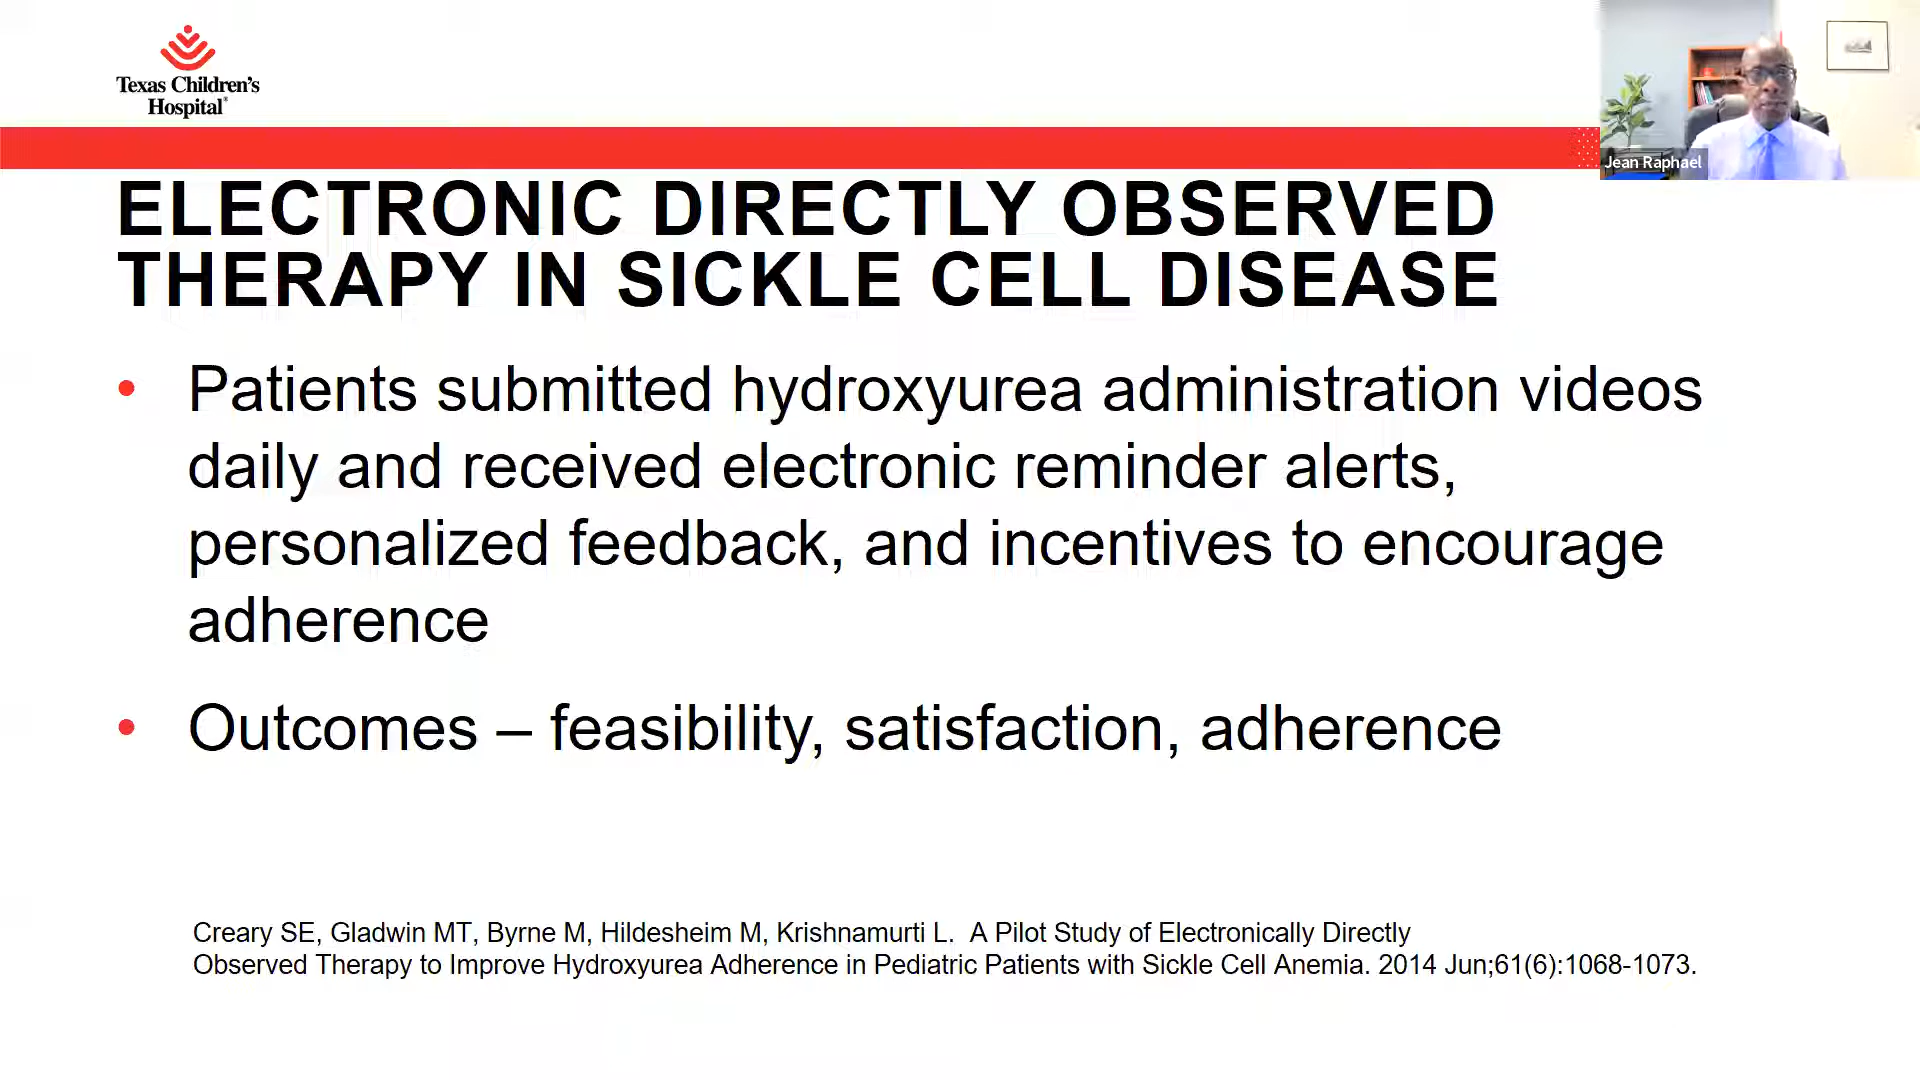 Texas Children's
Hospital®
Jean Raphael
ELECTRONIC DIRECTLY OBSERVED
THERAPY IN SICKLE CELL DISEASE
• Patients submitted hydroxyurea administration videos
daily and received electronic reminder alerts,
personalized feedback, and incentives to encourage
adherence
• Outcomes – feasibility, satisfaction, adherence
Creary SE, Gladwin MT, Byrne M, Hildesheim M, Krishnamurti L.  A Pilot Study of Electronically Directly
Observed Therapy to Improve Hydroxyurea Adherence in Pediatric Patients with Sickle Cell Anemia. 2014 Jun;61(6):1068-1073.